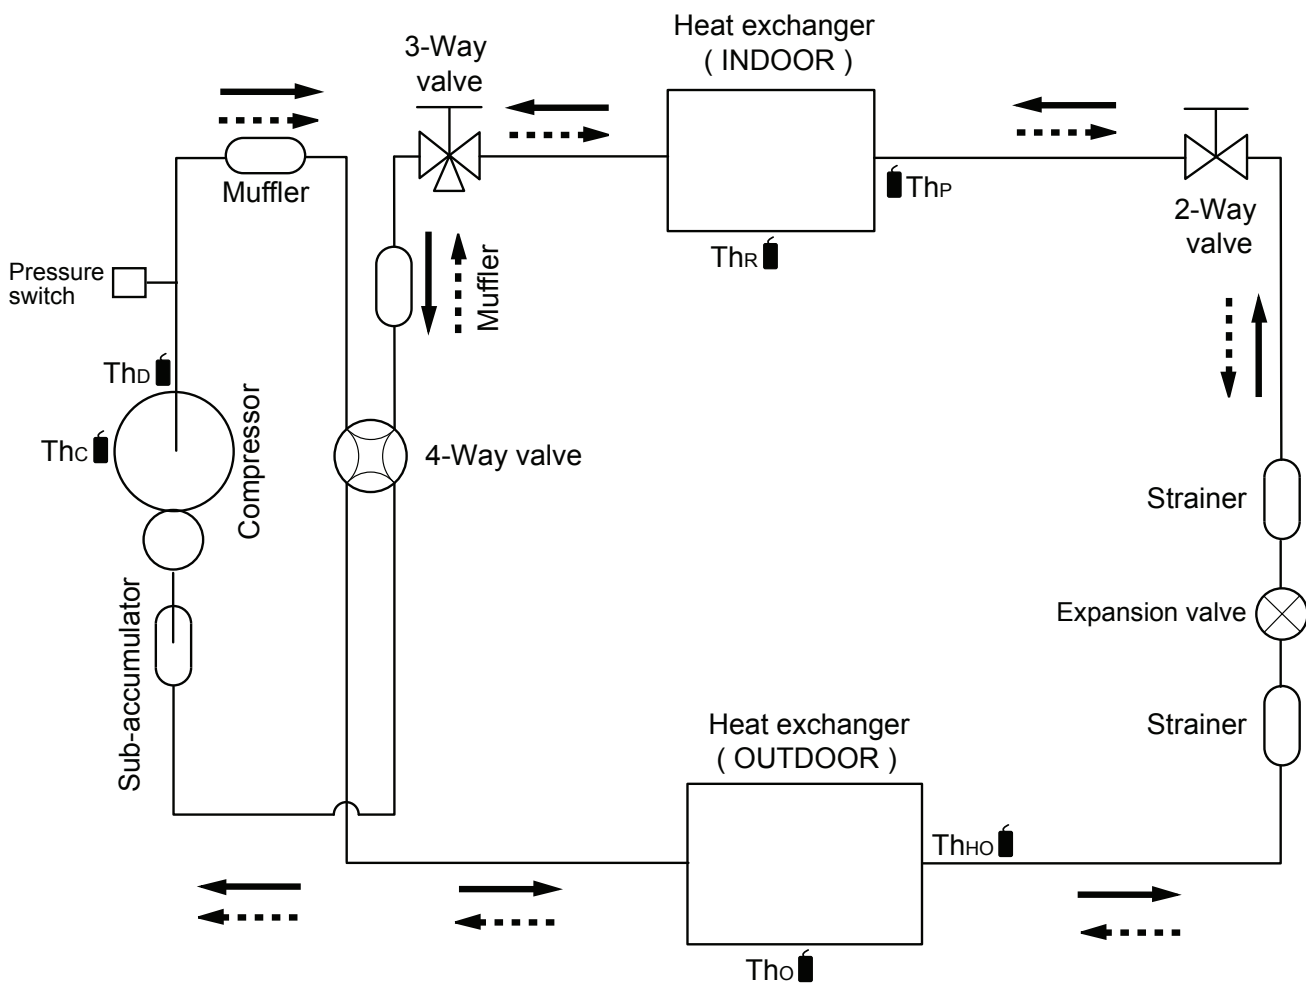 Heat exchanger
( INDOOR )
3-Way
valve
Muffler
ThP
2-Way
valve
ThR
Muffler
Pressure
switch
ThD
ThC
Compressor
4-Way valve
Strainer
Expansion valve
Sub-accumulator
Strainer
Heat exchanger
( OUTDOOR )
ThHO
ThO